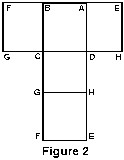 F B A E
G C D H
G H
F E
Figure 2